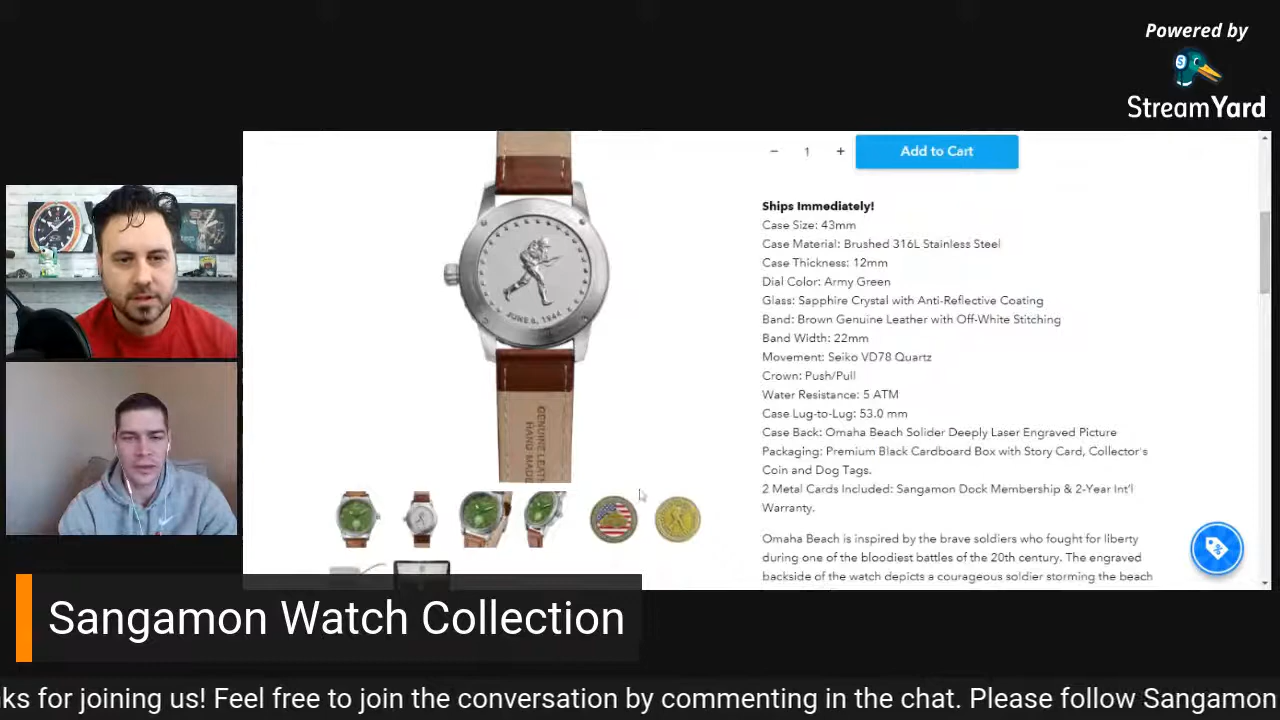 Powered by
StreamYard
− 1 + Add to Cart
Ships Immediately!
Case Size: 43mm
Case Material: Brushed 316L Stainless Steel
Case Thickness: 12mm
Dial Color: Army Green
Glass: Sapphire Crystal with Anti-Reflective Coating
Band: Brown Genuine Leather with Off-White Stitching
Band Width: 22mm
Movement: Seiko VD78 Quartz
Crown: Push/Pull
Water Resistance: 5 ATM
Case Lug-to-Lug: 53.0 mm
Case Back: Omaha Beach Solider Deeply Laser Engraved Picture
Packaging: Premium Black Cardboard Box with Story Card, Collector's
Coin and Dog Tags.
2 Metal Cards Included: Sangamon Dock Membership & 2-Year Int'l
Warranty.
Omaha Beach is inspired by the brave soldiers who fought for liberty
during one of the bloodiest battles of the 20th century. The engraved
backside of the watch depicts a courageous soldier storming the beach
JUNE 6, 1944
GENUINE
HAND MADE
Sangamon Watch Collection
ks for joining us! Feel free to join the conversation by commenting in the chat. Please follow Sangamon